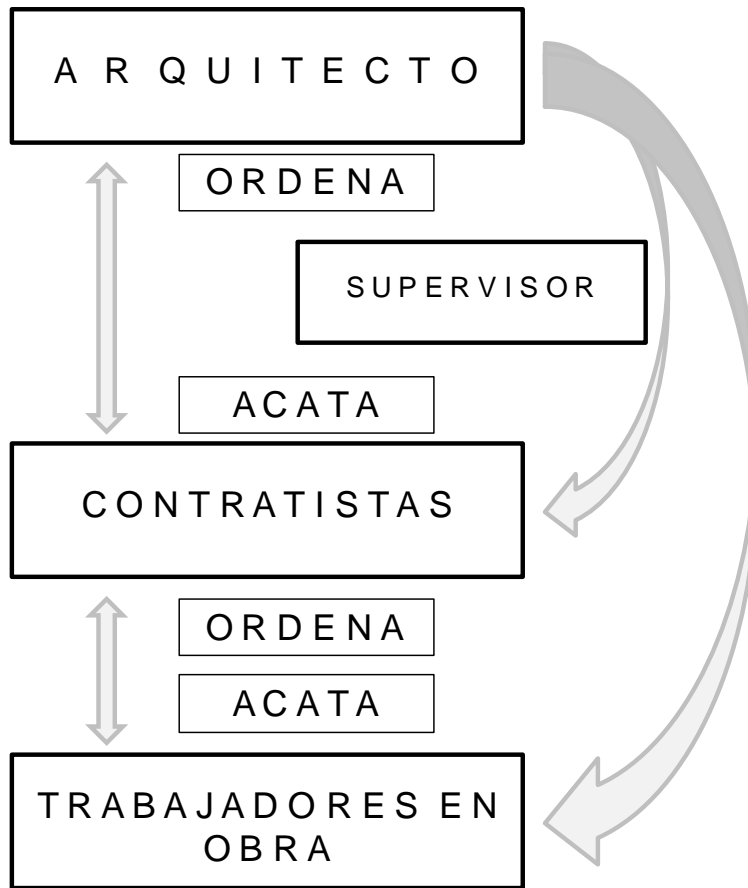 ARQUITECTO
ORDENA
SUPERVISOR
ACATA
CONTRATISTAS
ORDENA
ACATA
TRABAJADORES EN
OBRA